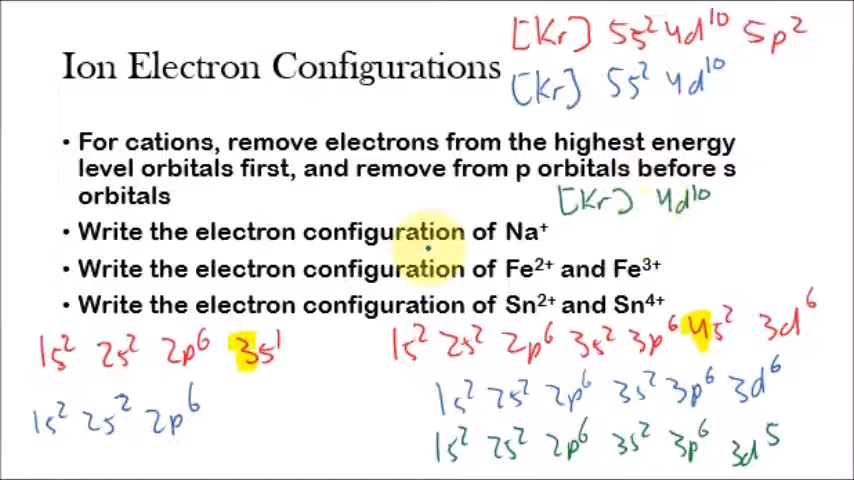 [Kr] 5s² 4d¹⁰ 5p²
Ion Electron Configurations
[Kr] 5s² 4d¹⁰
• For cations, remove electrons from the highest energy
level orbitals first, and remove from p orbitals before s
orbitals
[Kr] 4d¹⁰
• Write the electron configuration of Na⁺
• Write the electron configuration of Fe²⁺ and Fe³⁺
• Write the electron configuration of Sn²⁺ and Sn⁴⁺
1s² 2s² 2p⁶ 3s¹
1s² 2s² 2p⁶ 3s² 3p⁶ 4s² 3d⁶
1s² 2s² 2p⁶
1s² 2s² 2p⁶ 3s² 3p⁶ 3d⁶
1s² 2s² 2p⁶ 3s² 3p⁶ 3d⁵